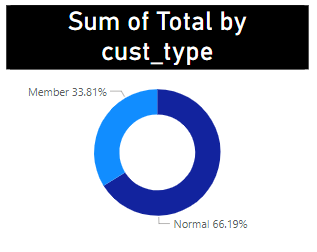 Sum of Total by
cust_type
Member 33.81%
Normal 66.19%